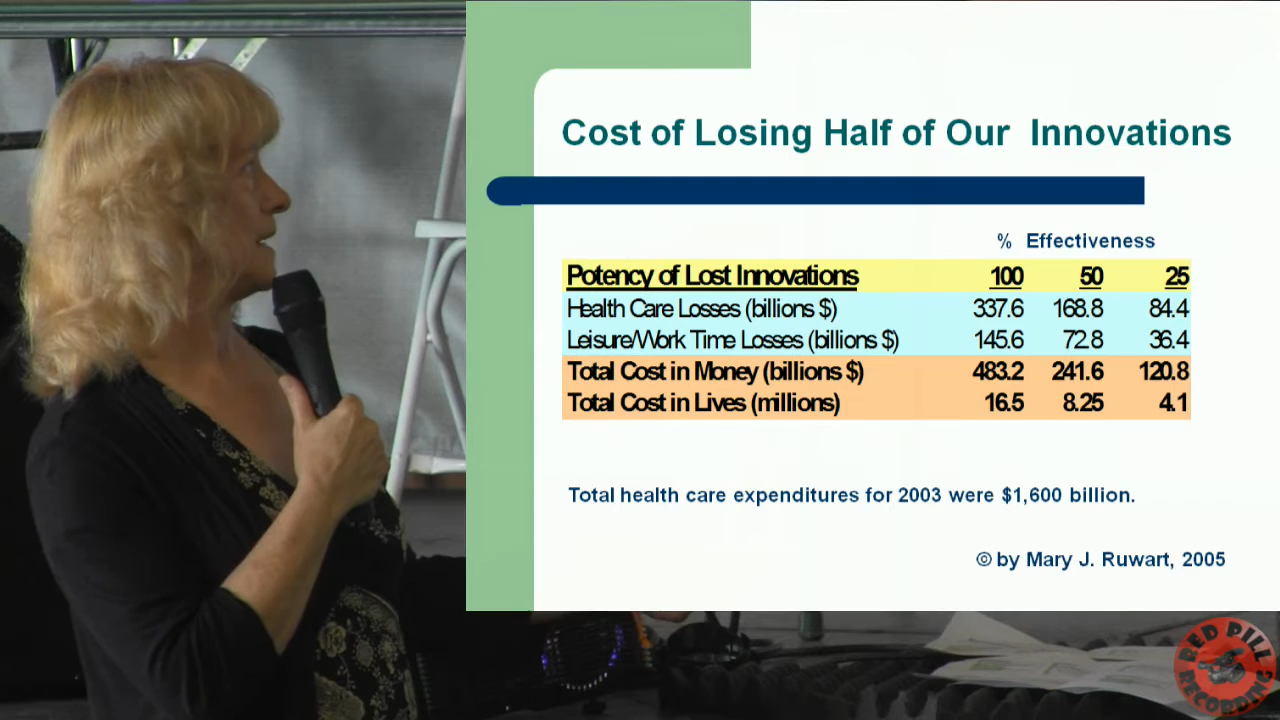 Cost of Losing Half of Our Innovations
% Effectiveness
Potency of Lost Innovations 100 50 25
Health Care Losses (billions $) 337.6 168.8 84.4
Leisure/Work Time Losses (billions $) 145.6 72.8 36.4
Total Cost in Money (billions $) 483.2 241.6 120.8
Total Cost in Lives (millions) 16.5 8.25 4.1
Total health care expenditures for 2003 were $1,600 billion.
© by Mary J. Ruwart, 2005
RED PILL
RECORDING